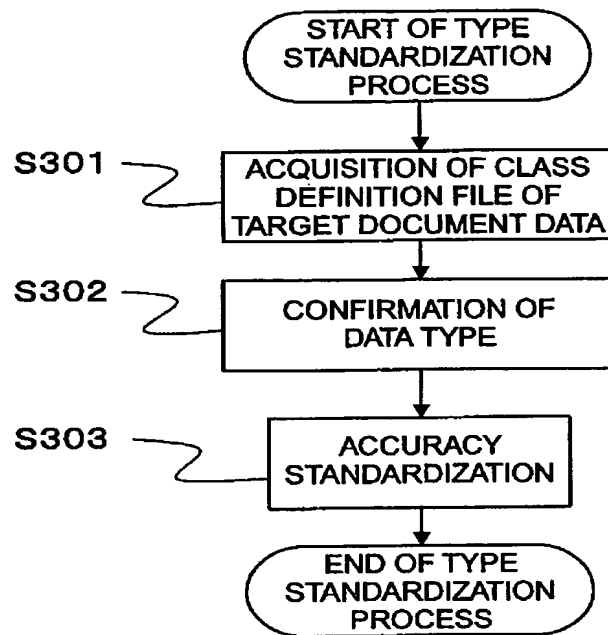 START OF TYPE
STANDARDIZATION
PROCESS
S301
ACQUISITION OF CLASS
DEFINITION FILE OF
TARGET DOCUMENT DATA
S302
CONFIRMATION OF
DATA TYPE
S303
ACCURACY
STANDARDIZATION
END OF TYPE
STANDARDIZATION
PROCESS